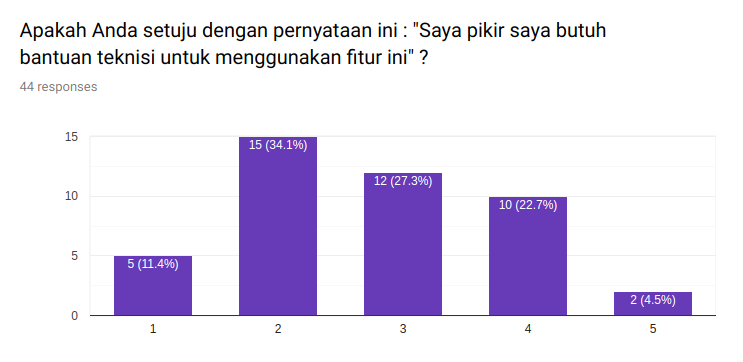 Apakah Anda setuju dengan pernyataan ini : "Saya pikir saya butuh
bantuan teknisi untuk menggunakan fitur ini" ?
44 responses
15
10
5
0
5 (11.4%)
15 (34.1%)
12 (27.3%)
10 (22.7%)
2 (4.5%)
1 2 3 4 5